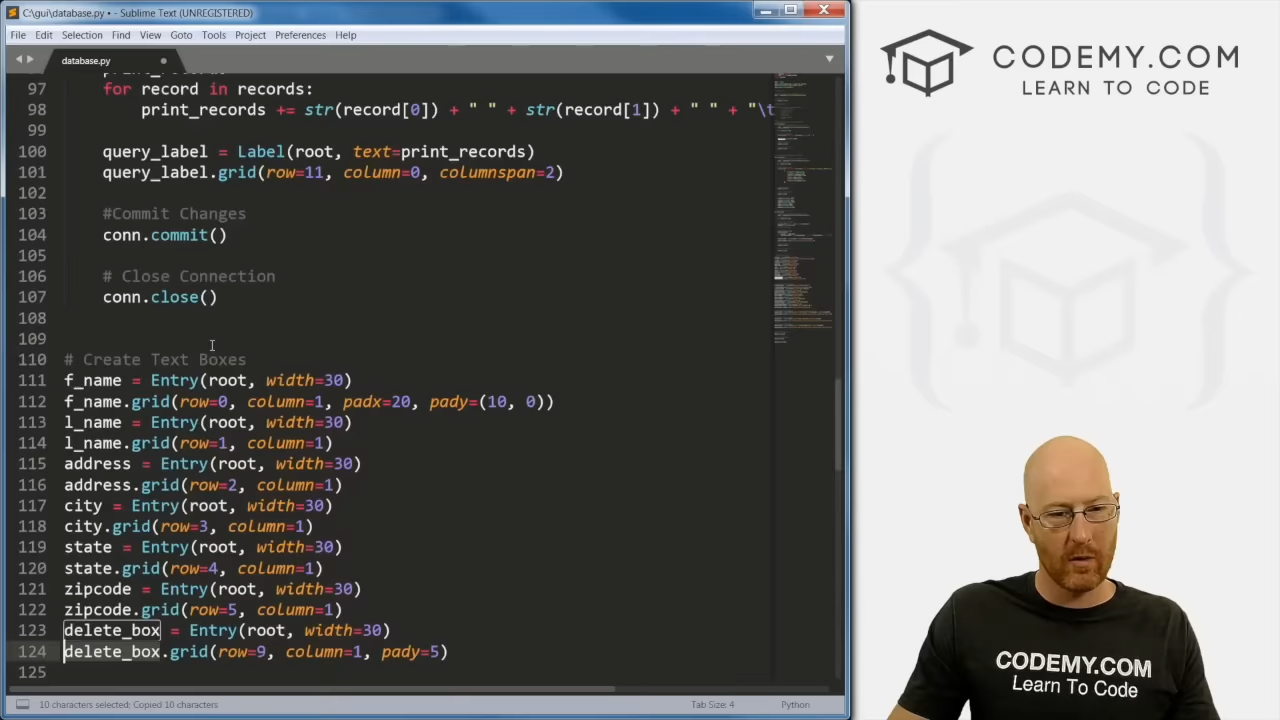 C:\gui\database.py • - Sublime Text (UNREGISTERED)
File Edit Selection Find View Goto Tools Project Preferences Help
database.py
97 for record in records:
98 print_records += str(record[0]) + " " + str(record[1]) + " " + "\t
99
100 query_label = Label(root, text=print_records)
101 query_label.grid(row=11, column=0, columnspan=2)
102
103 #Commit Changes
104 conn.commit()
105
106 # Close Connection
107 conn.close()
108
109
110 # Create Text Boxes
111 f_name = Entry(root, width=30)
112 f_name.grid(row=0, column=1, padx=20, pady=(10, 0))
113 l_name = Entry(root, width=30)
114 l_name.grid(row=1, column=1)
115 address = Entry(root, width=30)
116 address.grid(row=2, column=1)
117 city = Entry(root, width=30)
118 city.grid(row=3, column=1)
119 state = Entry(root, width=30)
120 state.grid(row=4, column=1)
121 zipcode = Entry(root, width=30)
122 zipcode.grid(row=5, column=1)
123 delete_box = Entry(root, width=30)
124 delete_box.grid(row=9, column=1, pady=5)
125
10 characters selected; Copied 10 characters Tab Size: 4 Python
CODEMY.COM
LEARN TO CODE
CODEMY.COM
Learn To Code